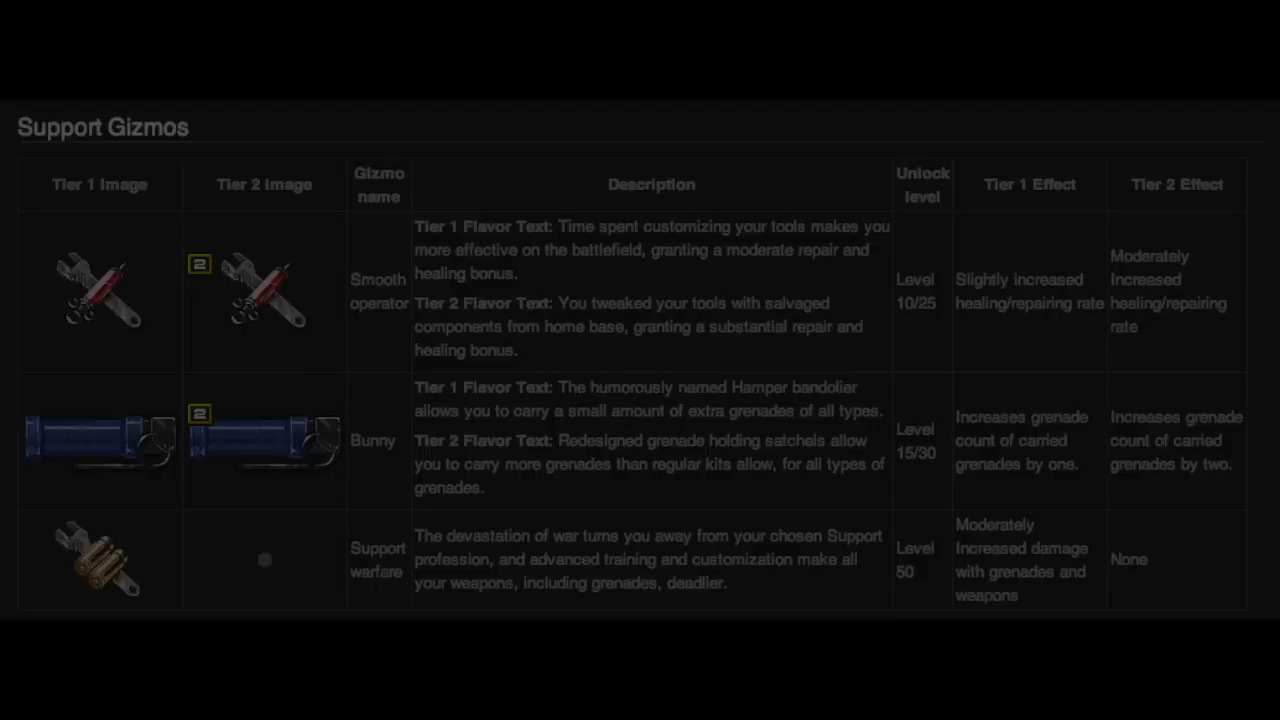 Support Gizmos
Tier 1 Image
Tier 2 Image
Gizmo
name
Description
Unlock
level
Tier 1 Effect
Tier 2 Effect
2
Smooth
operator
Tier 1 Flavor Text: Time spent customizing your tools makes you
more effective on the battlefield, granting a moderate repair and
healing bonus.
Tier 2 Flavor Text: You tweaked your tools with salvaged
components from home base, granting a substantial repair and
healing bonus.
Level
10/25
Slightly increased
healing/repairing rate
Moderately
Increased
healing/repairing
rate
2
Bunny
Tier 1 Flavor Text: The humorously named Hamper bandolier
allows you to carry a small amount of extra grenades of all types.
Tier 2 Flavor Text: Redesigned grenade holding satchels allow
you to carry more grenades than regular kits allow, for all types of
grenades.
Level
15/30
Increases grenade
count of carried
grenades by one.
Increases grenade
count of carried
grenades by two.
Support
warfare
The devastation of war turns you away from your chosen Support
profession, and advanced training and customization make all
your weapons, including grenades, deadlier.
Level
50
Moderately
Increased damage
with grenades and
weapons
None